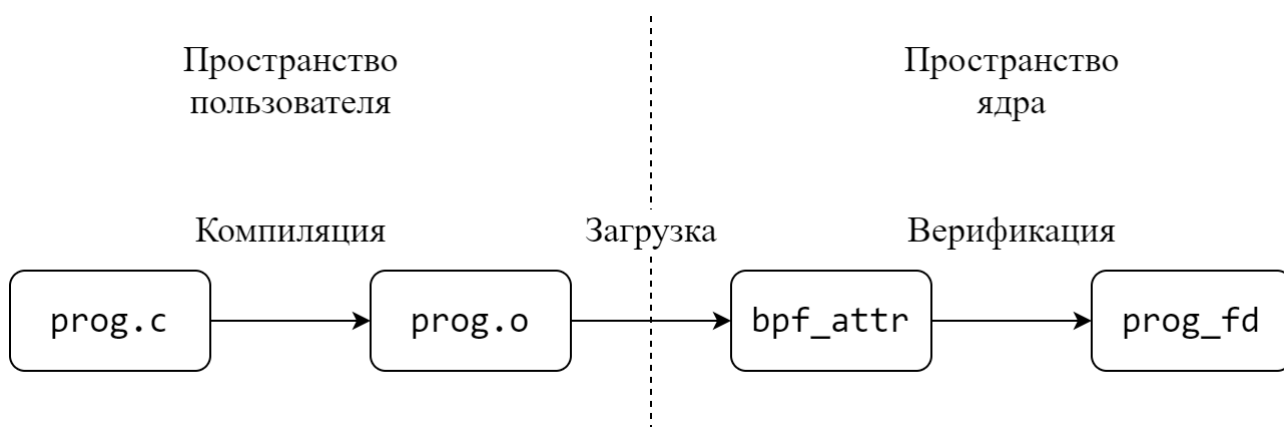 Пространство
пользователя
Пространство
ядра
Компиляция
Загрузка
Верификация
prog.c
prog.o
bpf_attr
prog_fd